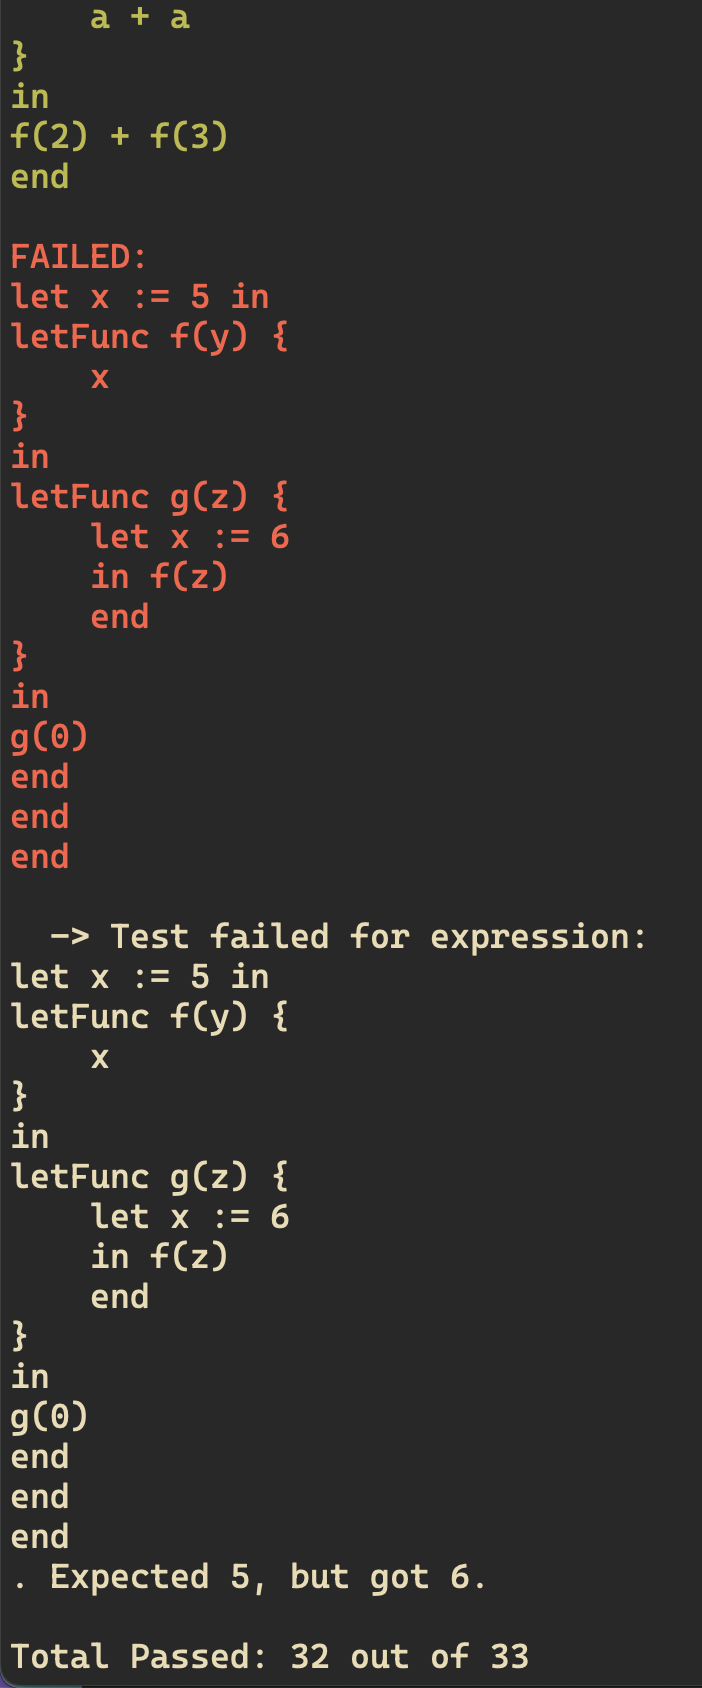 a + a
}
in
f(2) + f(3)
end

FAILED:
let x := 5 in
letFunc f(y) {
    x
}
in
letFunc g(z) {
    let x := 6
    in f(z)
    end
}
in
g(0)
end
end
end

  -> Test failed for expression:
let x := 5 in
letFunc f(y) {
    x
}
in
letFunc g(z) {
    let x := 6
    in f(z)
    end
}
in
g(0)
end
end
end
. Expected 5, but got 6.

Total Passed: 32 out of 33